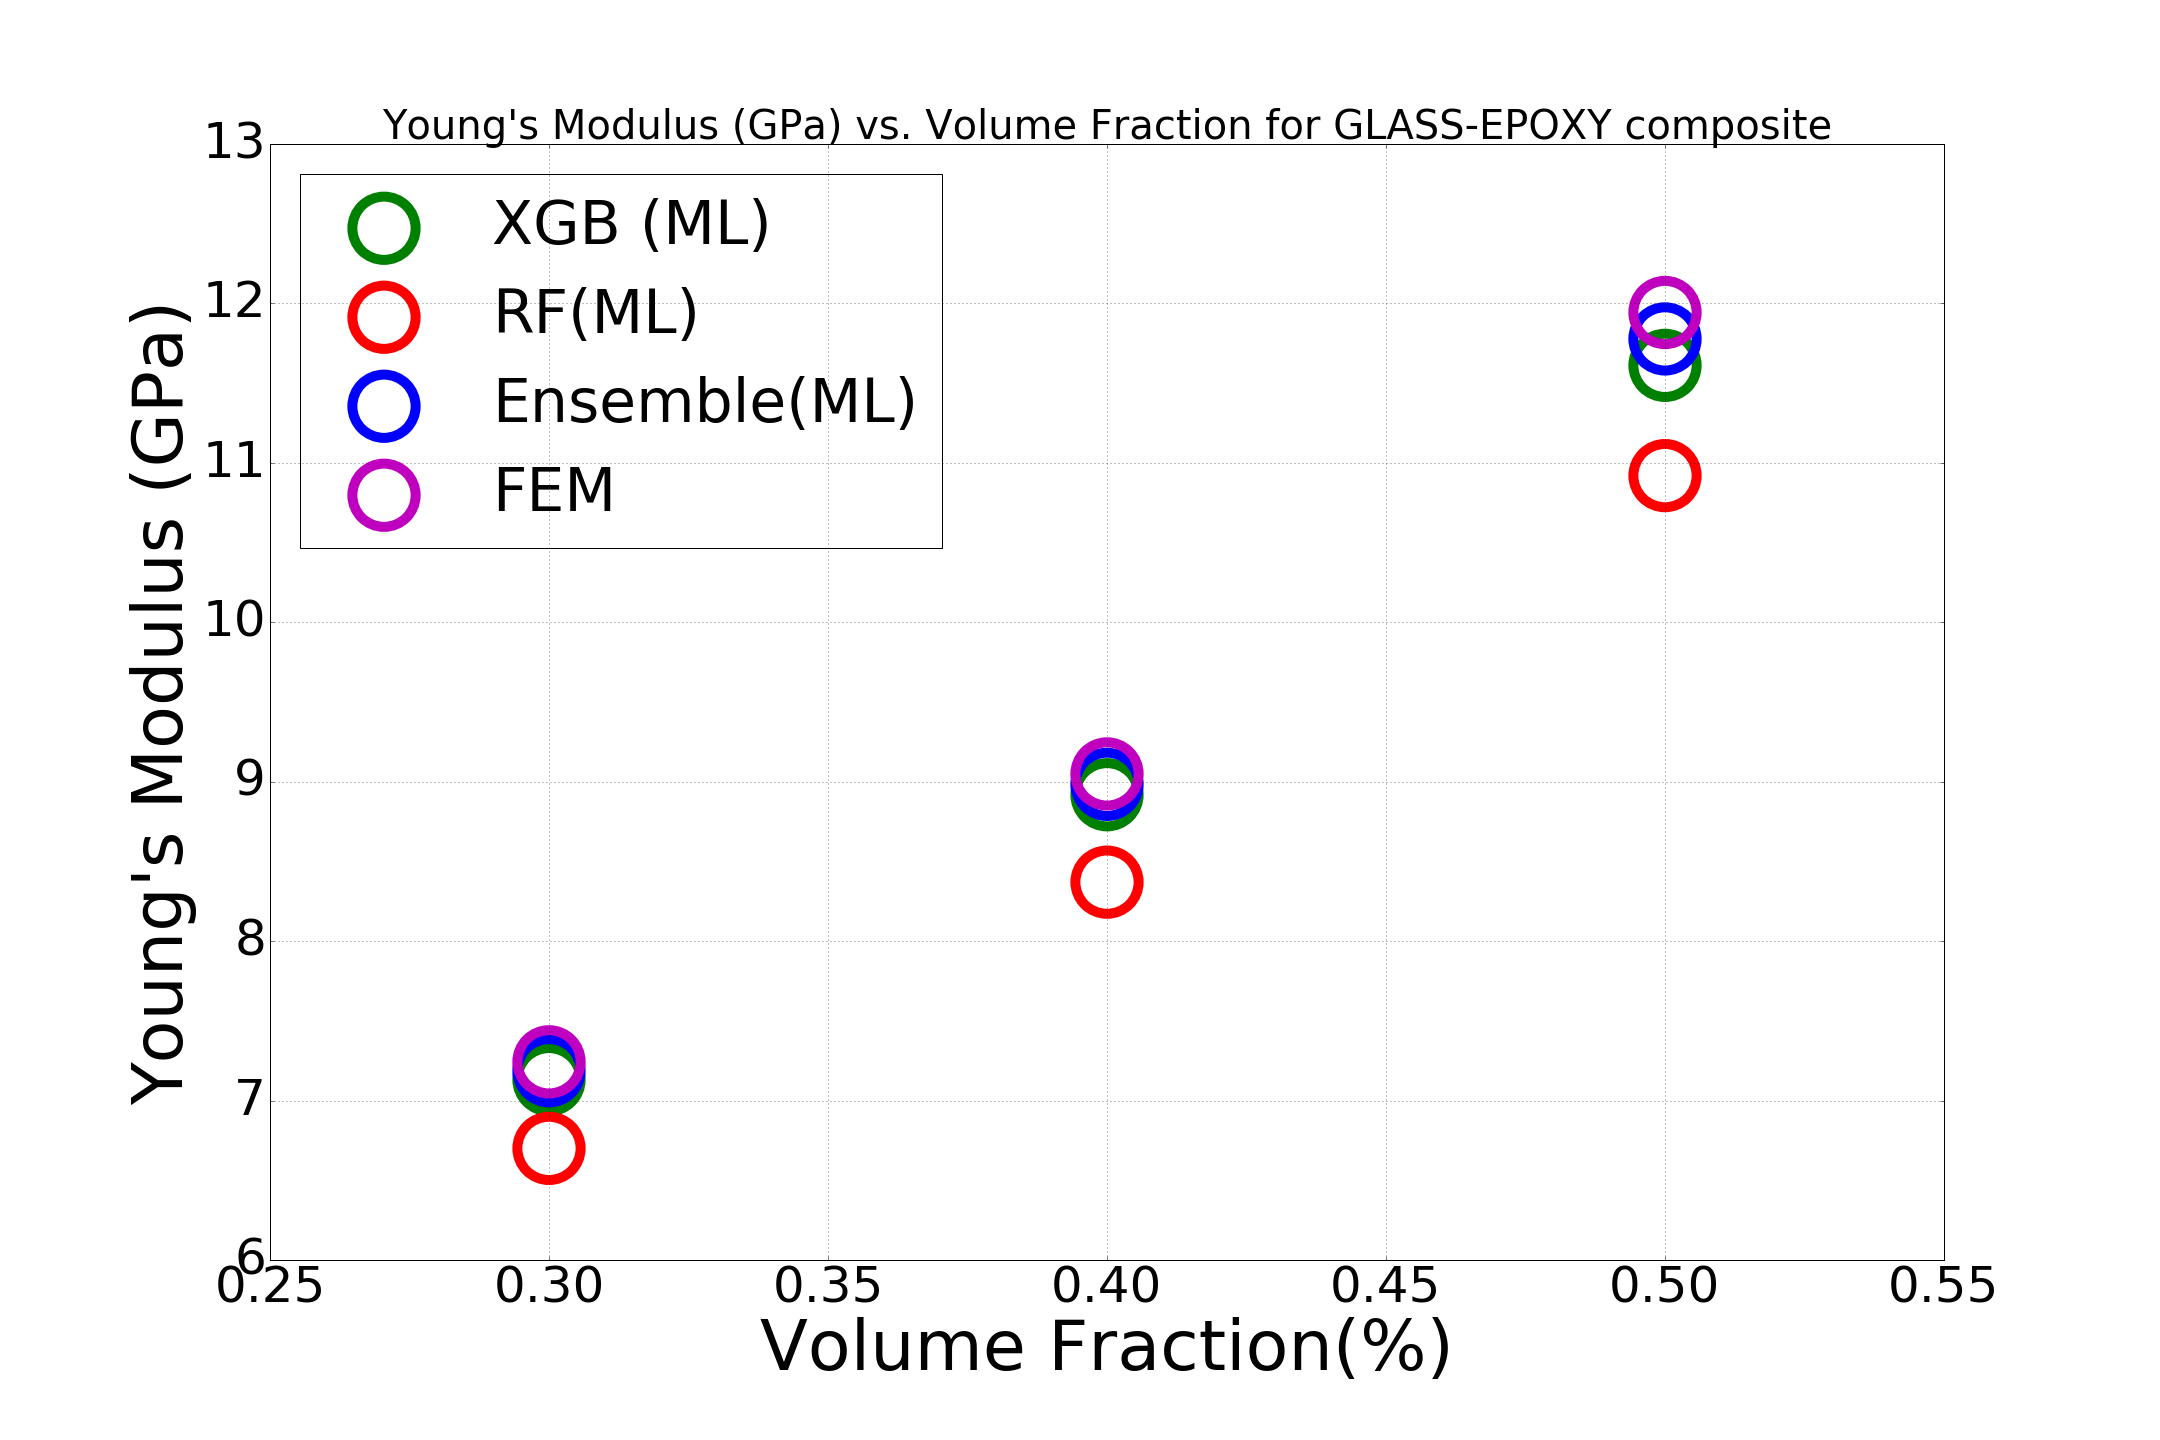 Young's Modulus (GPa) vs. Volume Fraction for GLASS-EPOXY composite
13
12
11
10
9
8
7
6
Young's Modulus (GPa)
XGB (ML)
RF(ML)
Ensemble(ML)
FEM
0.25 0.30 0.35 0.40 0.45 0.50 0.55
Volume Fraction(%)